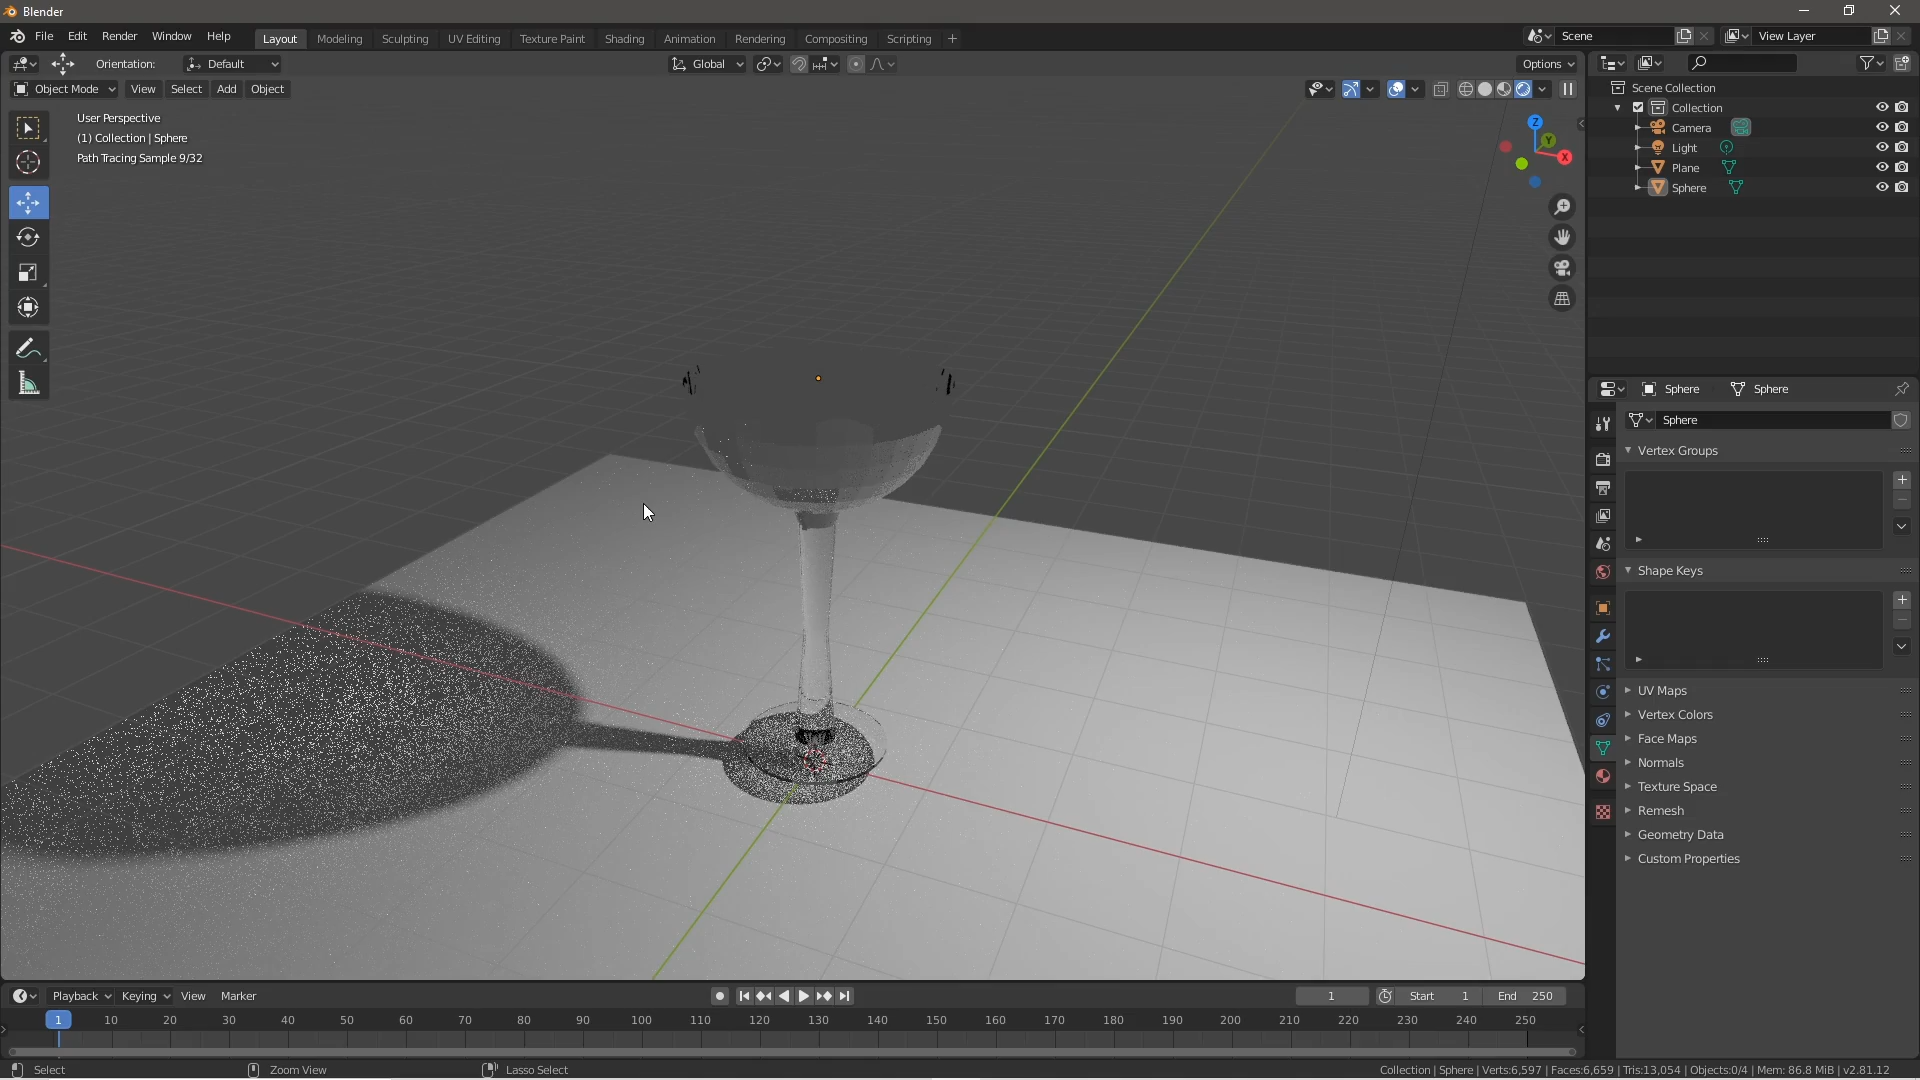 Blender
File Edit Render Window Help
Layout Modeling Sculpting UV Editing Texture Paint Shading Animation Rendering Compositing Scripting +
Scene
View Layer
Orientation: Default
Global
Options
Object Mode View Select Add Object
User Perspective
(1) Collection | Sphere
Path Tracing Sample 9/32
Z
Y
X
Scene Collection
Collection
Camera
Light
Plane
Sphere
Sphere Sphere
Sphere
Vertex Groups
Shape Keys
UV Maps
Vertex Colors
Face Maps
Normals
Texture Space
Remesh
Geometry Data
Custom Properties
Playback Keying View Marker
1 Start 1 End 250
1 10 20 30 40 50 60 70 80 90 100 110 120 130 140 150 160 170 180 190 200 210 220 230 240 250
Select Zoom View Lasso Select
Collection | Sphere | Verts:6,597 | Faces:6,659 | Tris:13,054 | Objects:0/4 | Mem: 86.8 MiB | v2.81.12